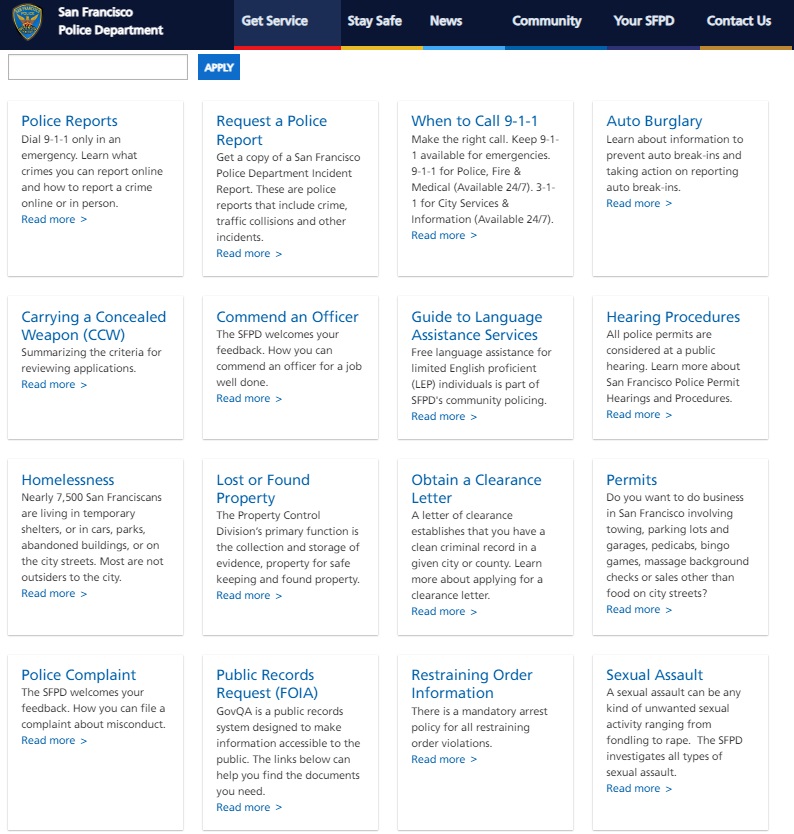 San Francisco
Police Department
Get Service
Stay Safe
News
Community
Your SFPD
Contact Us
APPLY
Police Reports
Dial 9-1-1 only in an
emergency. Learn what
crimes you can report online
and how to report a crime
online or in person.
Read more >
Request a Police
Report
Get a copy of a San Francisco
Police Department Incident
Report. These are police
reports that include crime,
traffic collisions and other
incidents.
Read more >
When to Call 9-1-1
Make the right call. Keep 9-1-
1 available for emergencies.
9-1-1 for Police, Fire &
Medical (Available 24/7). 3-1-
1 for City Services &
Information (Available 24/7).
Read more >
Auto Burglary
Learn about information to
prevent auto break-ins and
taking action on reporting
auto break-ins.
Read more >
Carrying a Concealed
Weapon (CCW)
Summarizing the criteria for
reviewing applications.
Read more >
Commend an Officer
The SFPD welcomes your
feedback. How you can
commend an officer for a job
well done.
Read more >
Guide to Language
Assistance Services
Free language assistance for
limited English proficient
(LEP) individuals is part of
SFPD's community policing.
Read more >
Hearing Procedures
All police permits are
considered at a public
hearing. Learn more about
San Francisco Police Permit
Hearings and Procedures.
Read more >
Homelessness
Nearly 7,500 San Franciscans
are living in temporary
shelters, or in cars, parks,
abandoned buildings, or on
the city streets. Most are not
outsiders to the city.
Read more >
Lost or Found
Property
The Property Control
Division's primary function is
the collection and storage of
evidence, property for safe
keeping and found property.
Read more >
Obtain a Clearance
Letter
A letter of clearance
establishes that you have a
clean criminal record in a
given city or county. Learn
more about applying for a
clearance letter.
Read more >
Permits
Do you want to do business
in San Francisco involving
towing, parking lots and
garages, pedicabs, bingo
games, massage background
checks or sales other than
food on city streets?
Read more >
Police Complaint
The SFPD welcomes your
feedback. How you can file a
complaint about misconduct.
Read more >
Public Records
Request (FOIA)
GovQA is a public records
system designed to make
information accessible to the
public. The links below can
help you find the documents
you need.
Read more >
Restraining Order
Information
There is a mandatory arrest
policy for all restraining
order violations.
Read more >
Sexual Assault
A sexual assault can be any
kind of unwanted sexual
activity ranging from
fondling to rape. The SFPD
investigates all types of
sexual assault.
Read more >